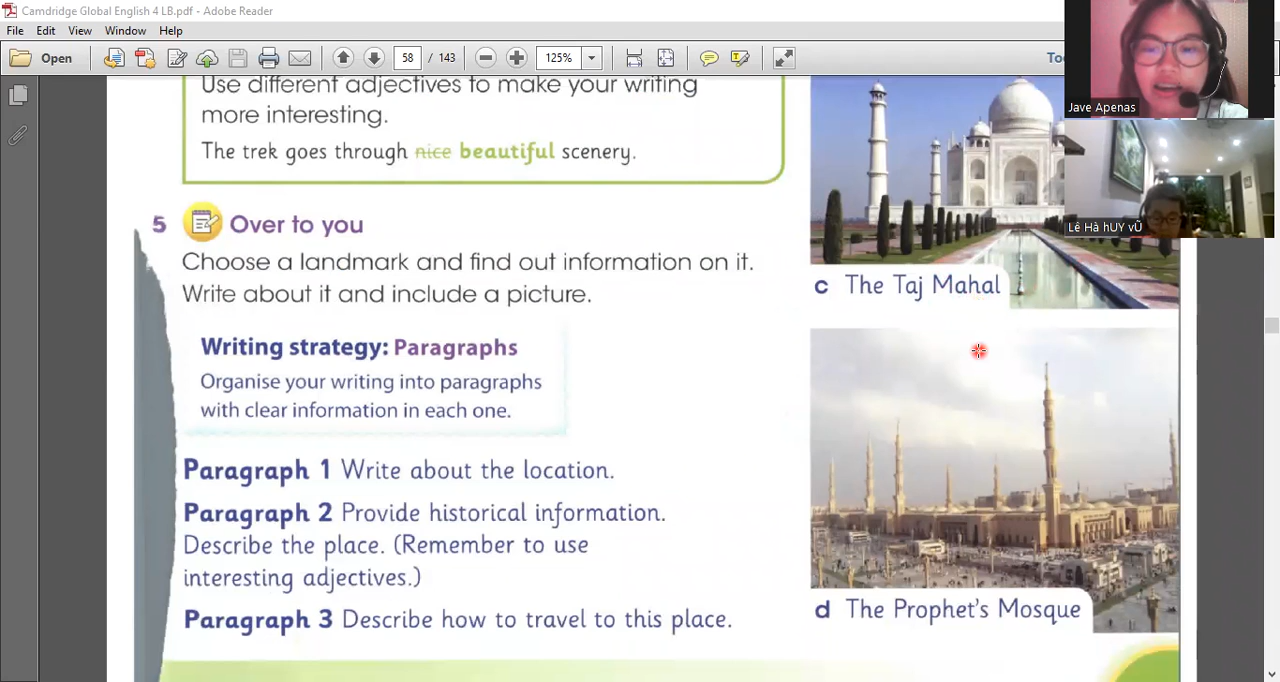 Camdridge Global English 4 LB.pdf - Adobe Reader
File Edit View Window Help
Open 58 / 143 125%
Jave Apenas
Lê Hà hUY vŨ
Use different adjectives to make your writing
more interesting.
The trek goes through nice beautiful scenery.
5 Over to you
Choose a landmark and find out information on it.
Write about it and include a picture.
Writing strategy: Paragraphs
Organise your writing into paragraphs
with clear information in each one.
Paragraph 1 Write about the location.
Paragraph 2 Provide historical information.
Describe the place. (Remember to use
interesting adjectives.)
Paragraph 3 Describe how to travel to this place.
c The Taj Mahal
d The Prophet's Mosque